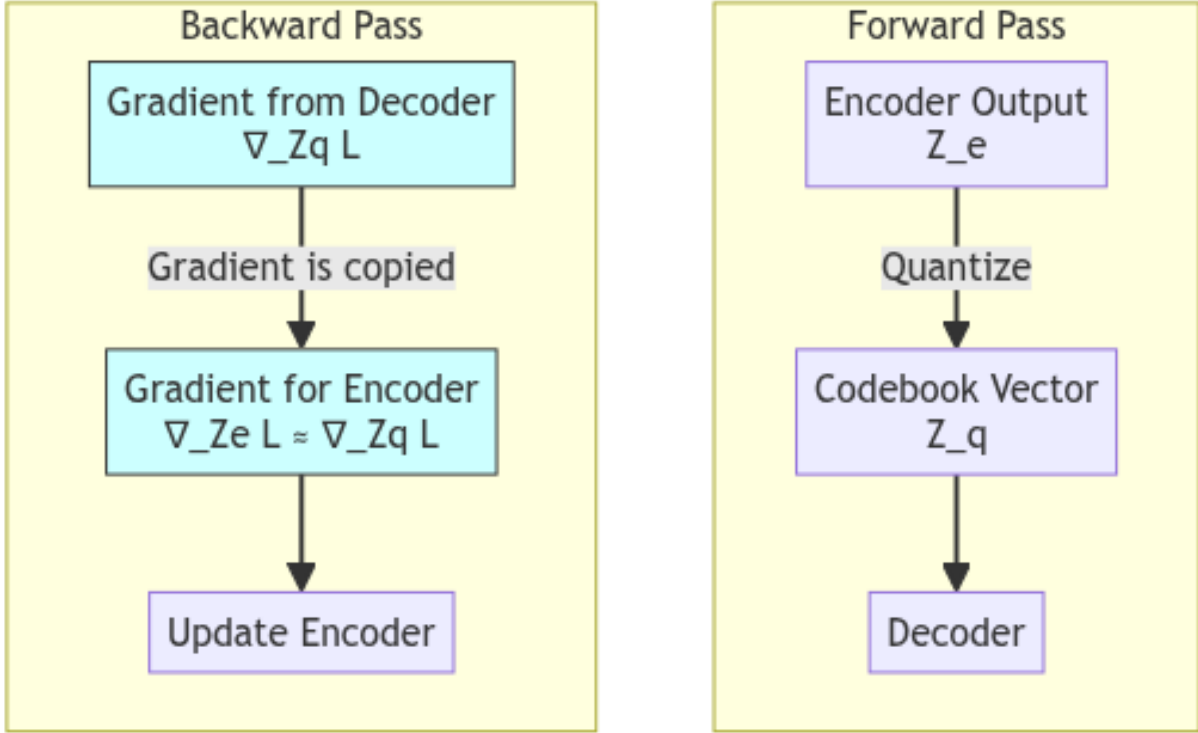 Backward Pass
Gradient from Decoder
∇_Zq L
Gradient is copied
Gradient for Encoder
∇_Ze L ≈ ∇_Zq L
Update Encoder
Forward Pass
Encoder Output
Z_e
Quantize
Codebook Vector
Z_q
Decoder